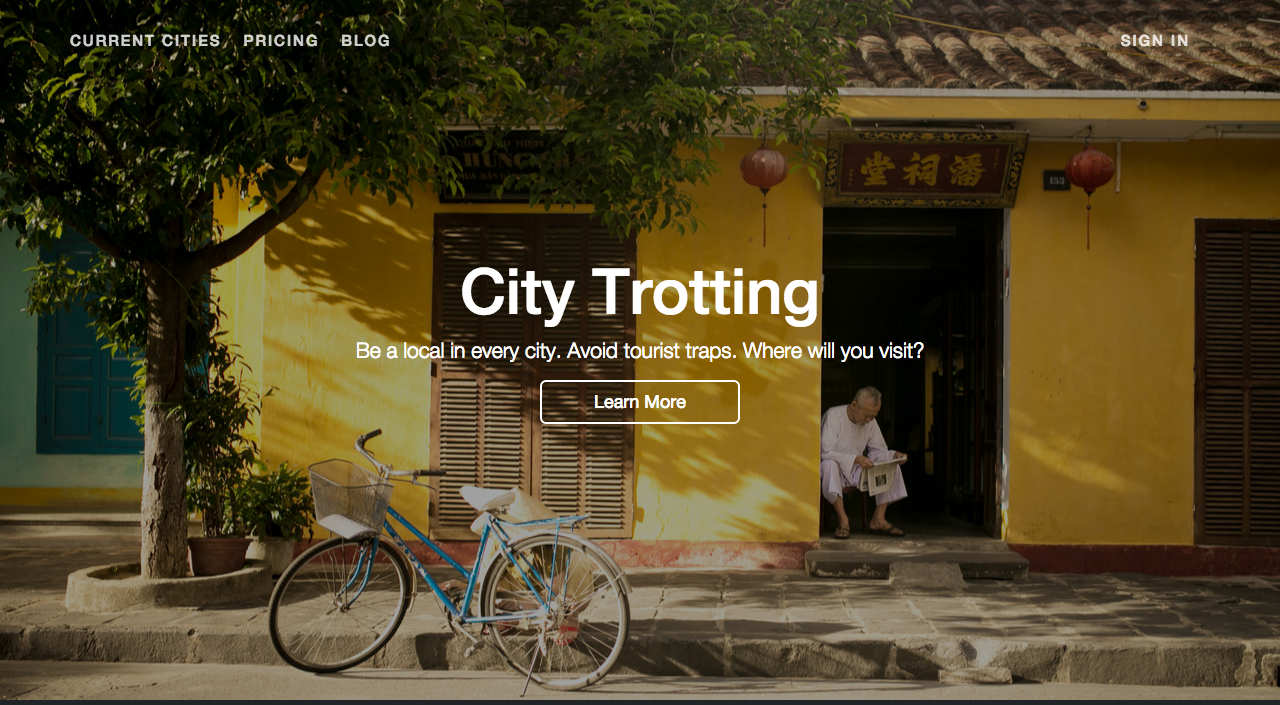 CURRENT CITIES PRICING BLOG SIGN IN
堂祠潘
153
City Trotting
Be a local in every city. Avoid tourist traps. Where will you visit?
Learn More